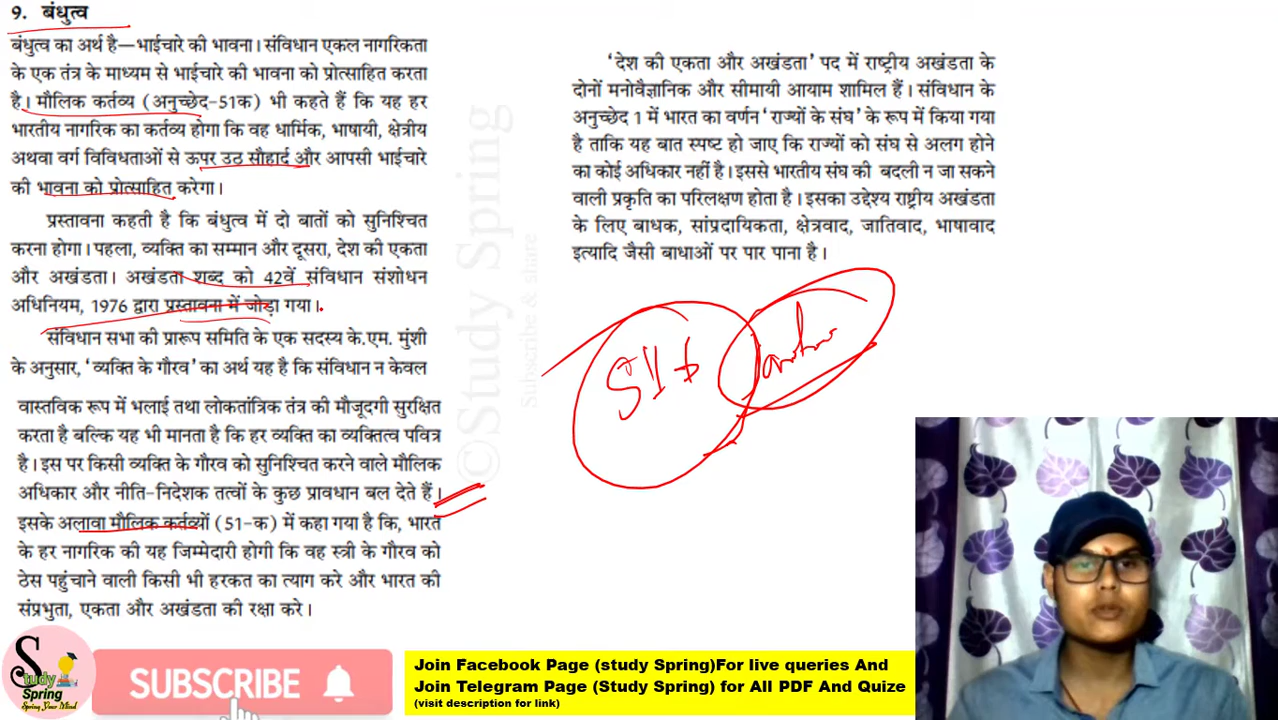 9. बंधुत्व
बंधुत्व का अर्थ है—भाईचारे की भावना। संविधान एकल नागरिकता
के एक तंत्र के माध्यम से भाईचारे की भावना को प्रोत्साहित करता
है। मौलिक कर्तव्य (अनुच्छेद-51क) भी कहते हैं कि यह हर
भारतीय नागरिक का कर्तव्य होगा कि वह धार्मिक, भाषायी, क्षेत्रीय
अथवा वर्ग विविधताओं से ऊपर उठ सौहार्द और आपसी भाईचारे
की भावना को प्रोत्साहित करेगा।
प्रस्तावना कहती है कि बंधुत्व में दो बातों को सुनिश्चित
करना होगा। पहला, व्यक्ति का सम्मान और दूसरा, देश की एकता
और अखंडता। अखंडता शब्द को 42वें संविधान संशोधन
अधिनियम, 1976 द्वारा प्रस्तावना में जोड़ा गया।
संविधान सभा की प्रारूप समिति के एक सदस्य के.एम. मुंशी
के अनुसार, ‘व्यक्ति के गौरव’ का अर्थ यह है कि संविधान न केवल
वास्तविक रूप में भलाई तथा लोकतांत्रिक तंत्र की मौजूदगी सुरक्षित
करता है बल्कि यह भी मानता है कि हर व्यक्ति का व्यक्तित्व पवित्र
है। इस पर किसी व्यक्ति के गौरव को सुनिश्चित करने वाले मौलिक
अधिकार और नीति-निदेशक तत्वों के कुछ प्रावधान बल देते हैं।
इसके अलावा मौलिक कर्तव्यों (51-क) में कहा गया है कि, भारत
के हर नागरिक की यह जिम्मेदारी होगी कि वह स्त्री के गौरव को
ठेस पहुंचाने वाली किसी भी हरकत का त्याग करे और भारत की
संप्रभुता, एकता और अखंडता की रक्षा करे।
‘देश की एकता और अखंडता’ पद में राष्ट्रीय अखंडता के
दोनों मनोवैज्ञानिक और सीमायी आयाम शामिल हैं। संविधान के
अनुच्छेद 1 में भारत का वर्णन ‘राज्यों के संघ’ के रूप में किया गया
है ताकि यह बात स्पष्ट हो जाए कि राज्यों को संघ से अलग होने
का कोई अधिकार नहीं है। इससे भारतीय संघ की बदली न जा सकने
वाली प्रकृति का परिलक्षण होता है। इसका उद्देश्य राष्ट्रीय अखंडता
के लिए बाधक, सांप्रदायिकता, क्षेत्रवाद, जातिवाद, भाषावाद
इत्यादि जैसी बाधाओं पर पार पाना है।
©Study Spring
Subscribe & share
Study
Spring
Spring Your Mind
SUBSCRIBE
Join Facebook Page (study Spring)For live queries And
Join Telegram Page (Study Spring) for All PDF And Quize
(visit description for link)